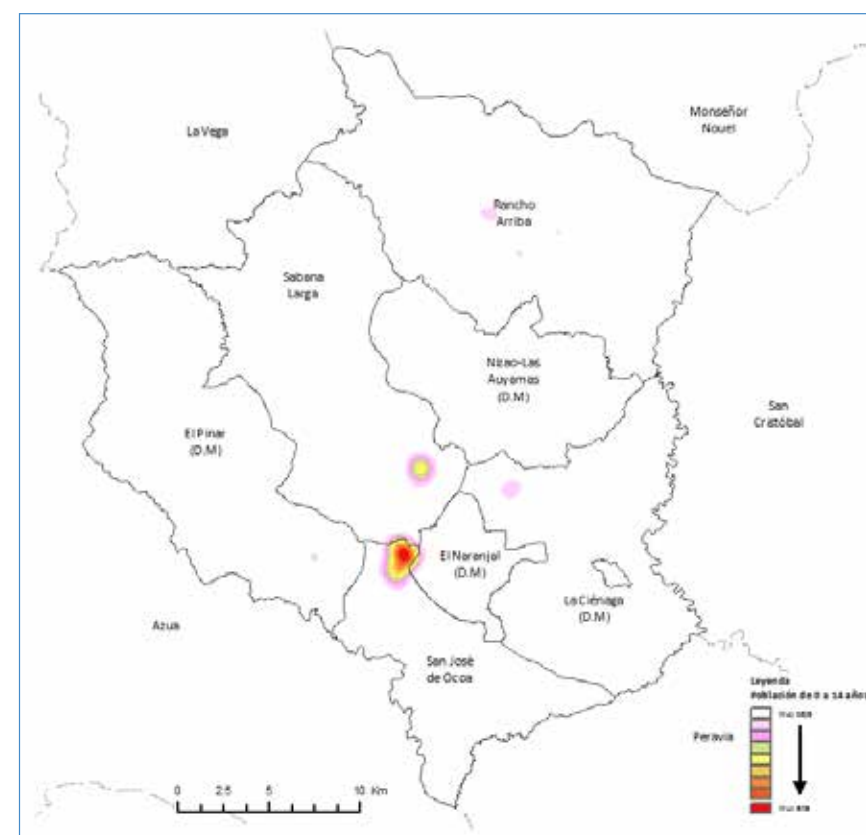 La Vega
Monseñor
Nouel
Rancho
Arriba
Sabana
Larga
Nizao-Las
Auyamas
(D.M)
San
Cristóbal
El Pinar
(D.M)
El Naranjal
(D.M)
La Ciénaga
(D.M)
Azua
San José
de Ocoa
Leyenda
Población de 0 a 14 años
Peravia
0 2.5 5 10 Km